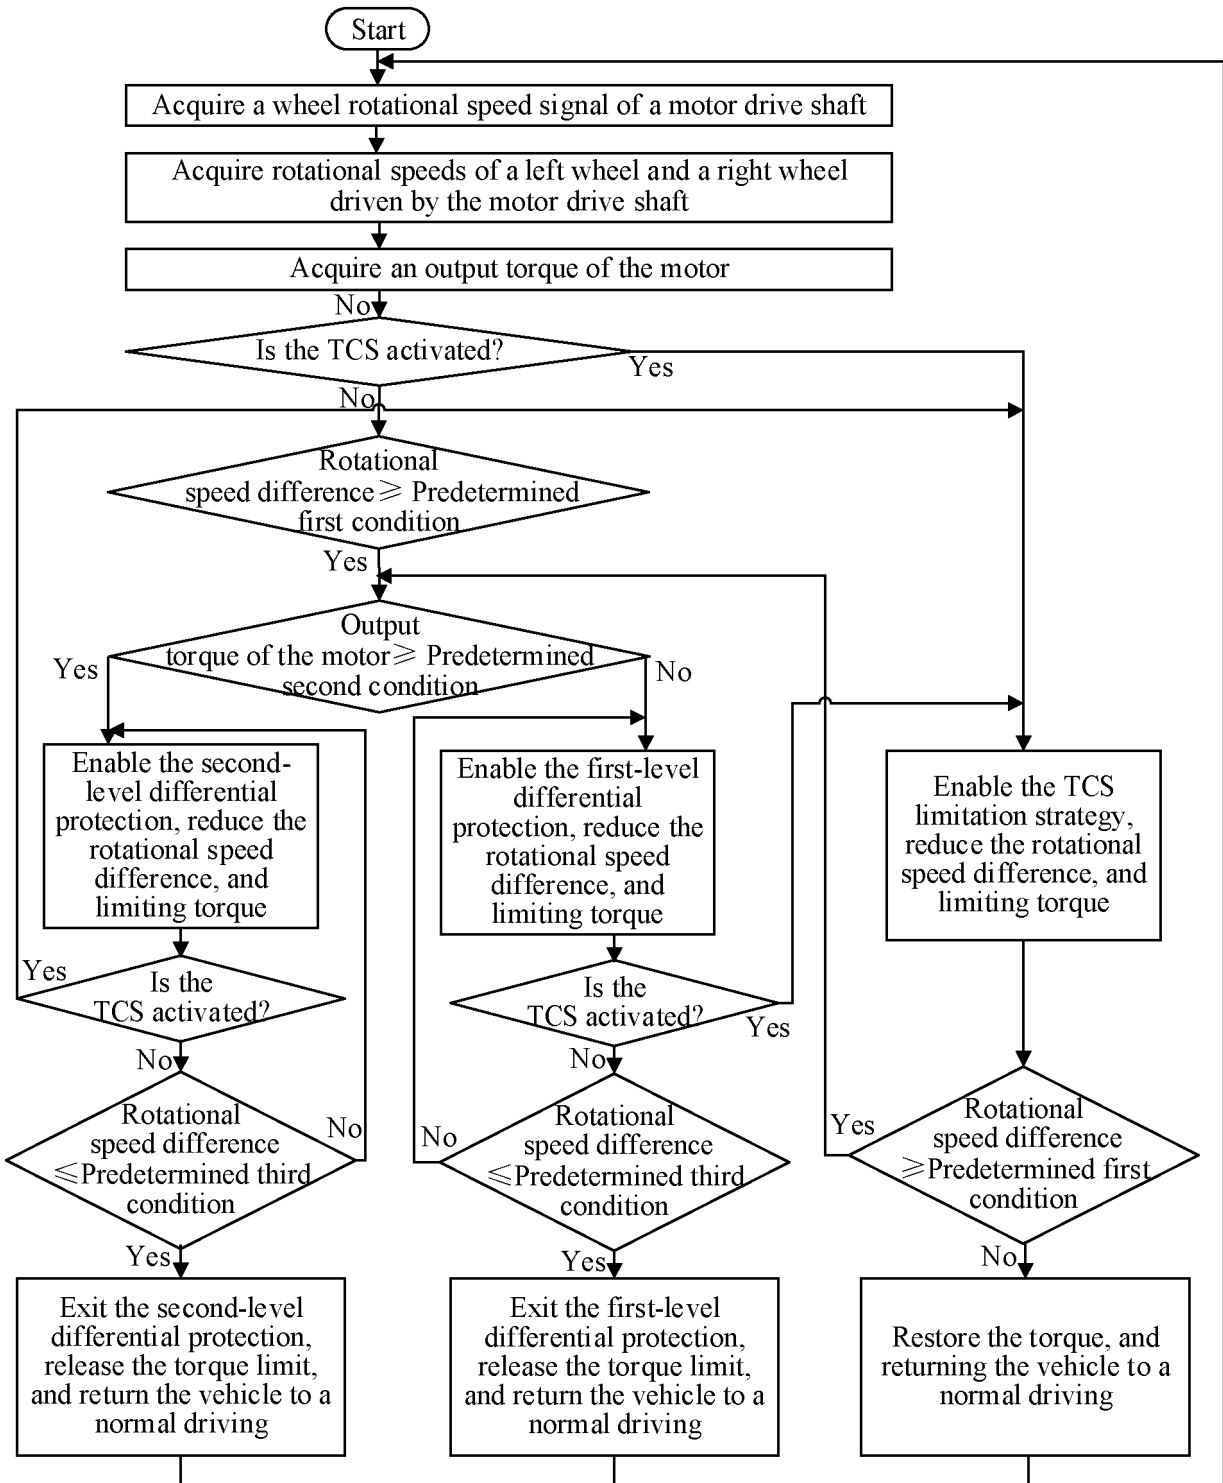 Start
Acquire a wheel rotational speed signal of a motor drive shaft
Acquire rotational speeds of a left wheel and a right wheel
driven by the motor drive shaft
Acquire an output torque of the motor
No
Is the TCS activated?
Yes
No
Rotational
speed difference ⩾ Predetermined
first condition
Yes
Output
torque of the motor ⩾ Predetermined
second condition
Yes
No
Enable the second-
level differential
protection, reduce the
rotational speed
difference, and
limiting torque
Enable the first-level
differential
protection, reduce the
rotational speed
difference, and
limiting torque
Enable the TCS
limitation strategy,
reduce the rotational
speed difference, and
limiting torque
Yes
Is the
TCS activated?
No
Is the
TCS activated?
Yes
No
Rotational
speed difference
⩽Predetermined third
condition
No
Yes
No
Rotational
speed difference
⩽Predetermined third
condition
Yes
Yes
Rotational
speed difference
⩾Predetermined first
condition
No
Exit the second-level
differential protection,
release the torque limit,
and return the vehicle to a
normal driving
Exit the first-level
differential protection,
release the torque limit,
and return the vehicle to a
normal driving
Restore the torque, and
returning the vehicle to a
normal driving